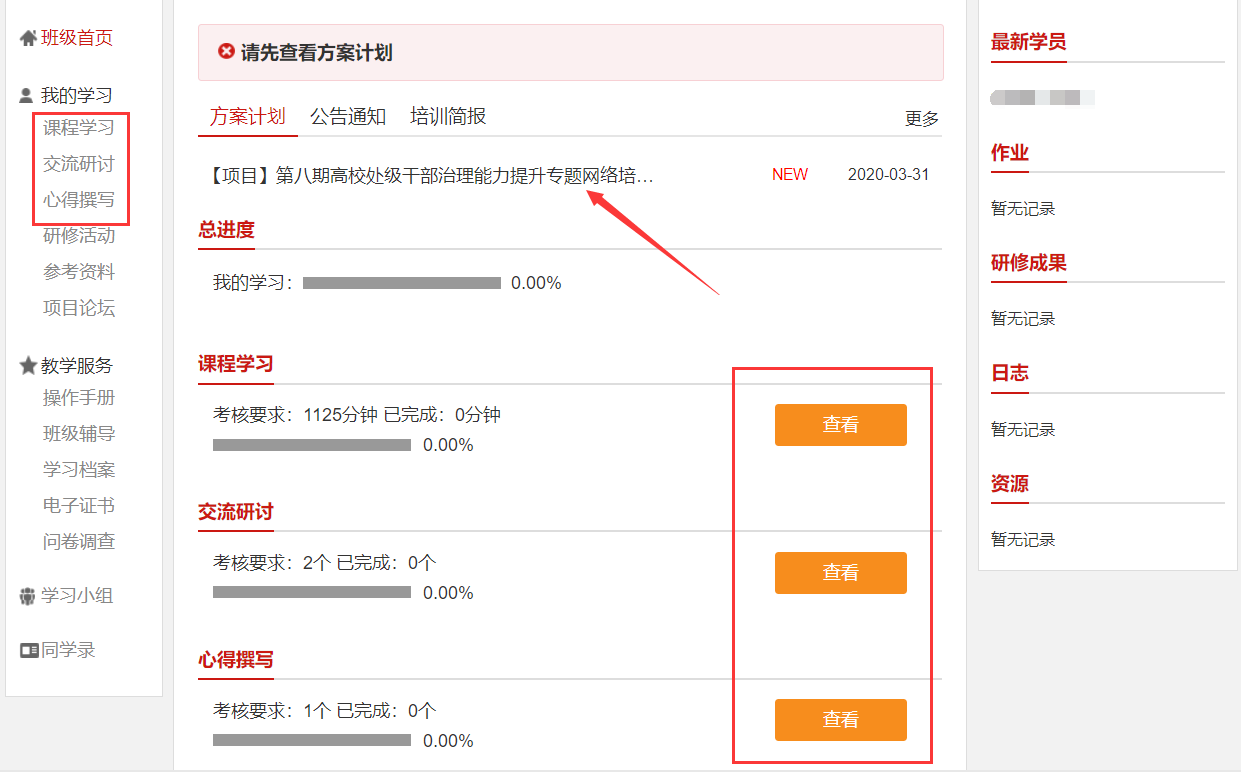 班级首页
我的学习
课程学习
交流研讨
心得撰写
研修活动
参考资料
项目论坛
教学服务
操作手册
班级辅导
学习档案
电子证书
问卷调查
学习小组
同学录
请先查看方案计划
方案计划 公告通知 培训简报 更多
【项目】第八期高校处级干部治理能力提升专题网络培... NEW 2020-03-31
总进度
我的学习： 0.00%
课程学习
考核要求：1125分钟 已完成：0分钟
0.00%
查看
交流研讨
考核要求：2个 已完成：0个
0.00%
查看
心得撰写
考核要求：1个 已完成：0个
0.00%
查看
最新学员
作业
暂无记录
研修成果
暂无记录
日志
暂无记录
资源
暂无记录